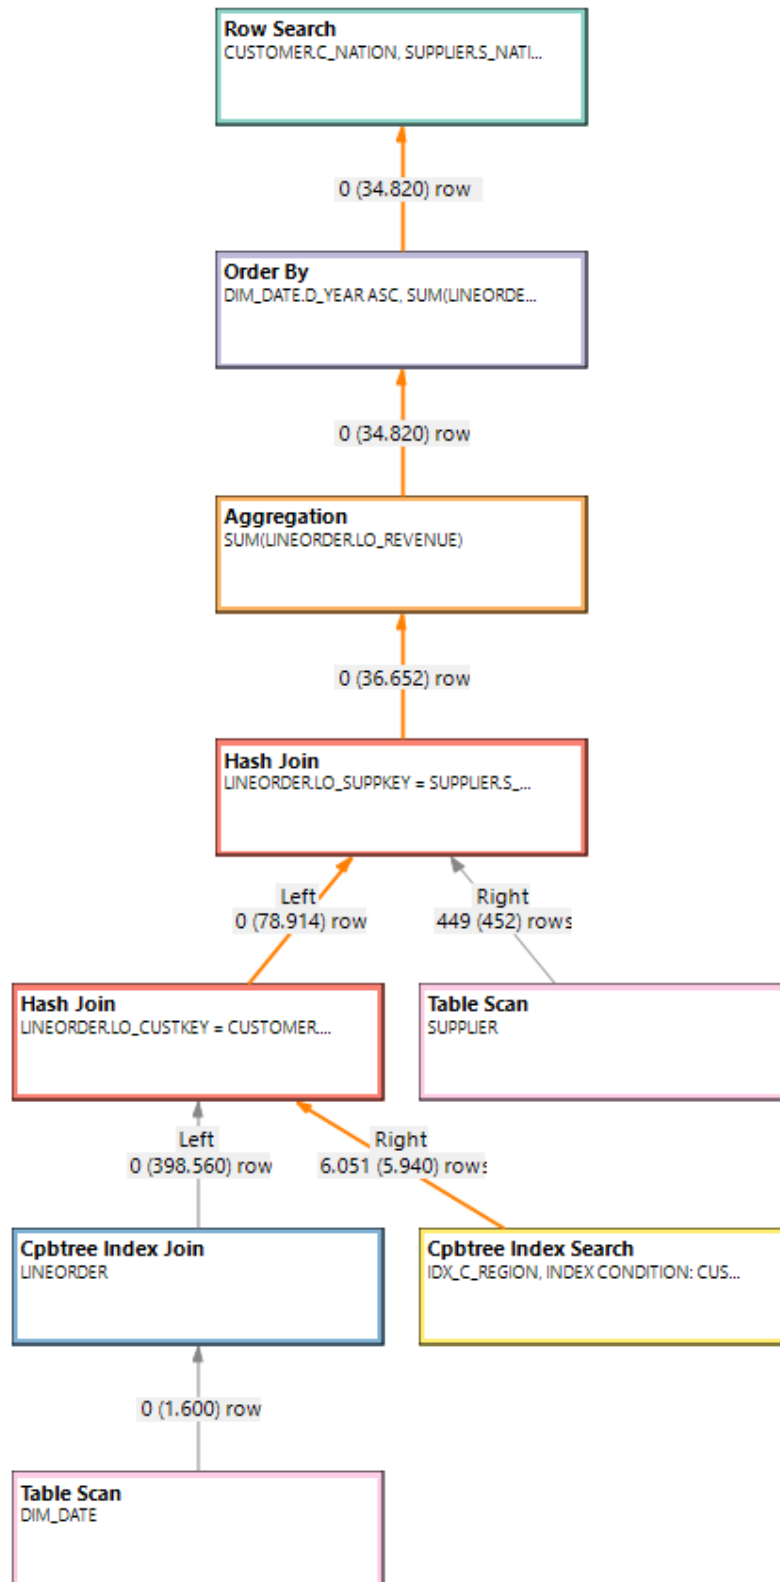 Row Search
CUSTOMER.C_NATION, SUPPLIER.S_NATI...
0 (34.820) row
Order By
DIM_DATE.D_YEAR ASC, SUM(LINEORDE...
0 (34.820) row
Aggregation
SUM(LINEORDER.LO_REVENUE)
0 (36.652) row
Hash Join
LINEORDER.LO_SUPPKEY = SUPPLIER.S_...
Left
0 (78.914) row
Right
449 (452) rows
Hash Join
LINEORDER.LO_CUSTKEY = CUSTOMER....
Table Scan
SUPPLIER
Left
0 (398.560) row
Right
6.051 (5.940) rows
Cpbtree Index Join
LINEORDER
Cpbtree Index Search
IDX_C_REGION, INDEX CONDITION: CUS...
0 (1.600) row
Table Scan
DIM_DATE